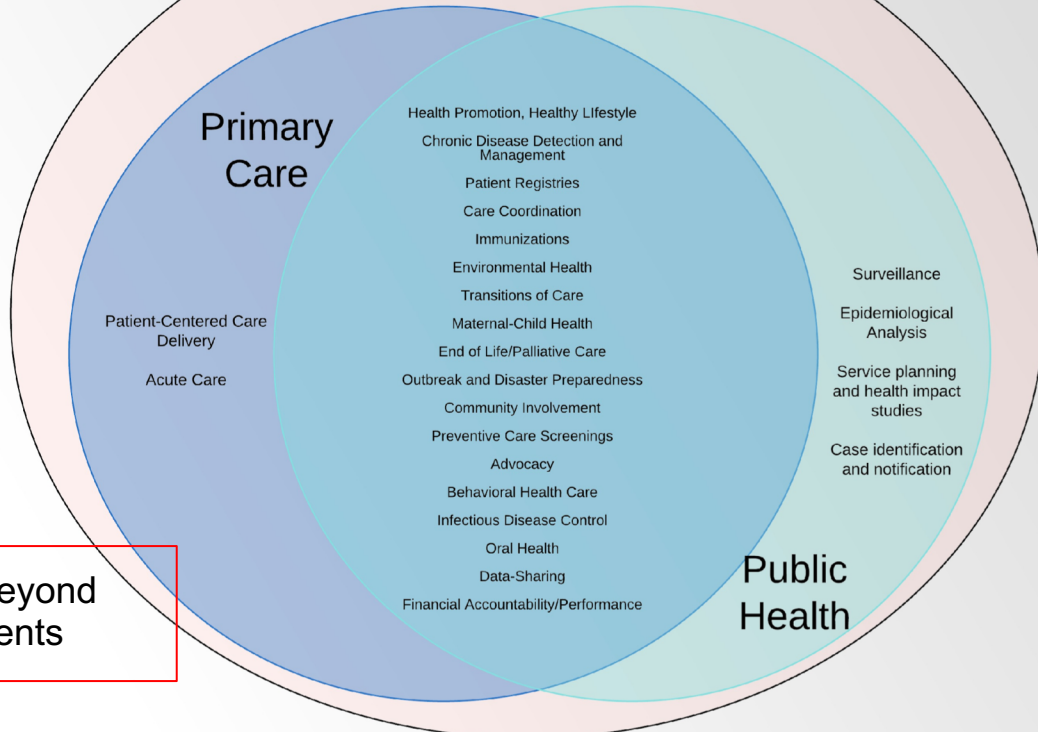 Primary
Care
Patient-Centered Care
Delivery
Acute Care
Health Promotion, Healthy LIfestyle
Chronic Disease Detection and
Management
Patient Registries
Care Coordination
Immunizations
Environmental Health
Transitions of Care
Maternal-Child Health
End of Life/Palliative Care
Outbreak and Disaster Preparedness
Community Involvement
Preventive Care Screenings
Advocacy
Behavioral Health Care
Infectious Disease Control
Oral Health
Data-Sharing
Financial Accountability/Performance
Surveillance
Epidemiological
Analysis
Service planning
and health impact
studies
Case identification
and notification
Public
Health